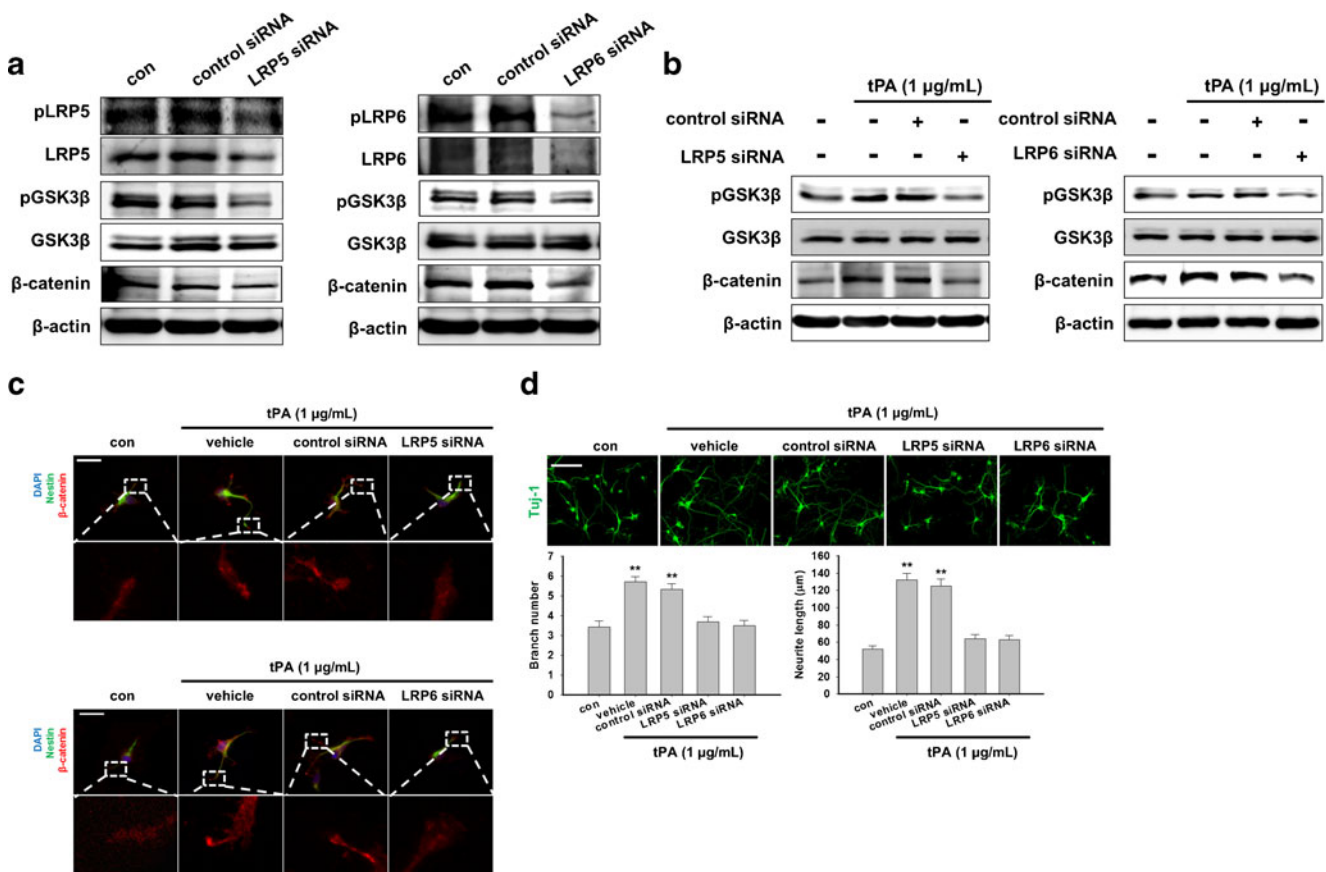 a
con
control siRNA
LRP5 siRNA
pLRP5
LRP5
pGSK3β
GSK3β
β-catenin
β-actin
con
control siRNA
LRP6 siRNA
pLRP6
LRP6
pGSK3β
GSK3β
β-catenin
β-actin
b
tPA (1 µg/mL)
control siRNA - - + -
LRP5 siRNA - - - +
pGSK3β
GSK3β
β-catenin
β-actin
tPA (1 µg/mL)
control siRNA - - + -
LRP6 siRNA - - - +
pGSK3β
GSK3β
β-catenin
β-actin
c
tPA (1 µg/mL)
con vehicle control siRNA LRP5 siRNA
DAPI
Nestin
β-catenin
tPA (1 µg/mL)
con vehicle control siRNA LRP6 siRNA
DAPI
Nestin
β-catenin
d
tPA (1 µg/mL)
con vehicle control siRNA LRP5 siRNA LRP6 siRNA
Tuj-1
Branch number
7
6
5
4
3
2
1
0
** **
con
vehicle
control siRNA
LRP5 siRNA
LRP6 siRNA
tPA (1 µg/mL)
Neurite length (µm)
160
140
120
100
80
60
40
20
0
** **
con
vehicle
control siRNA
LRP5 siRNA
LRP6 siRNA
tPA (1 µg/mL)